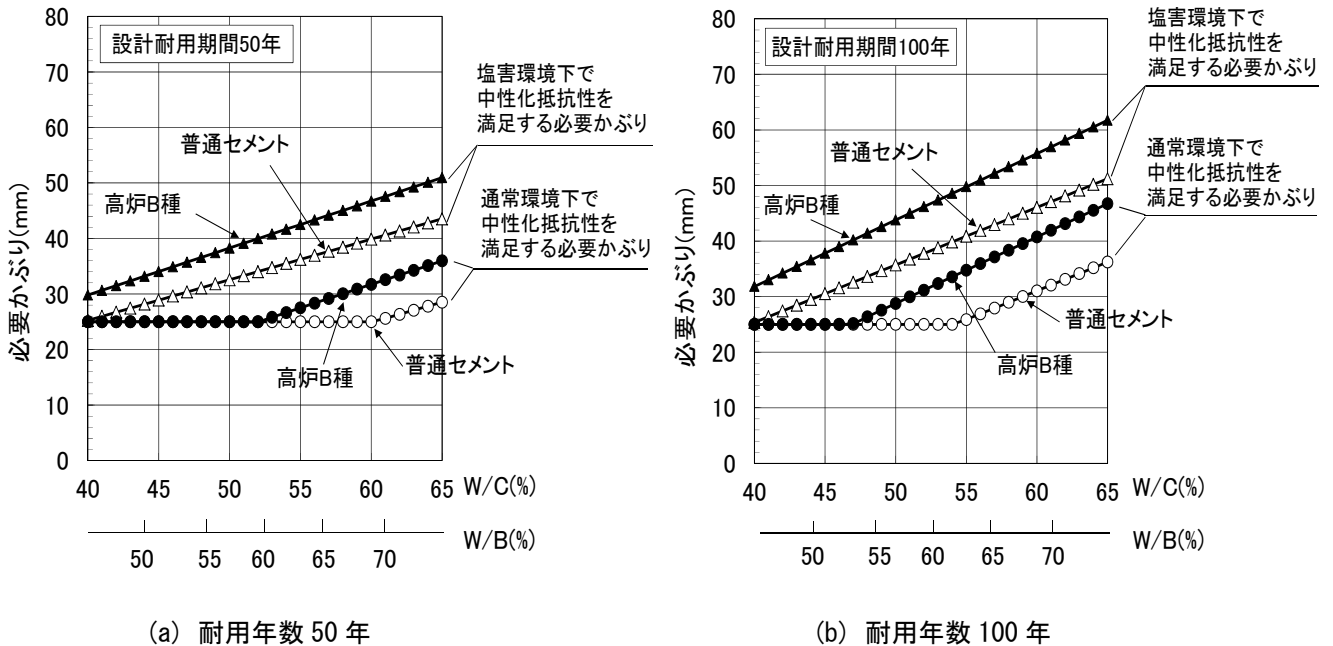 設計耐用期間50年
80
70
60
50
40
30
20
10
0
必要かぶり(mm)
塩害環境下で
中性化抵抗性を
満足する必要かぶり
普通セメント
高炉B種
通常環境下で
中性化抵抗性を
満足する必要かぶり
普通セメント
高炉B種
40 45 50 55 60 65 W/C(%)
50 55 60 65 70 W/B(%)
(a) 耐用年数 50 年
設計耐用期間100年
80
70
60
50
40
30
20
10
0
必要かぶり(mm)
塩害環境下で
中性化抵抗性を
満足する必要かぶり
普通セメント
高炉B種
通常環境下で
中性化抵抗性を
満足する必要かぶり
普通セメント
高炉B種
40 45 50 55 60 65 W/C(%)
50 55 60 65 70 W/B(%)
(b) 耐用年数 100 年